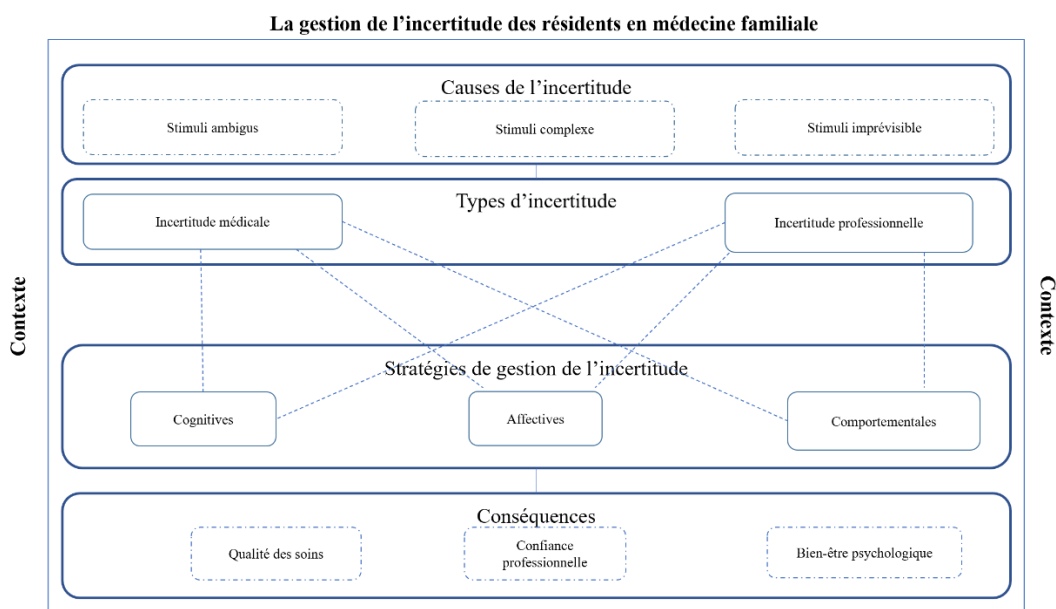 La gestion de l’incertitude des résidents en médecine familiale
Causes de l’incertitude
Stimuli ambigus
Stimuli complexe
Stimuli imprévisible
Types d’incertitude
Incertitude médicale
Incertitude professionnelle
Contexte
Contexte
Stratégies de gestion de l’incertitude
Cognitives
Affectives
Comportementales
Conséquences
Qualité des soins
Confiance
professionnelle
Bien-être psychologique